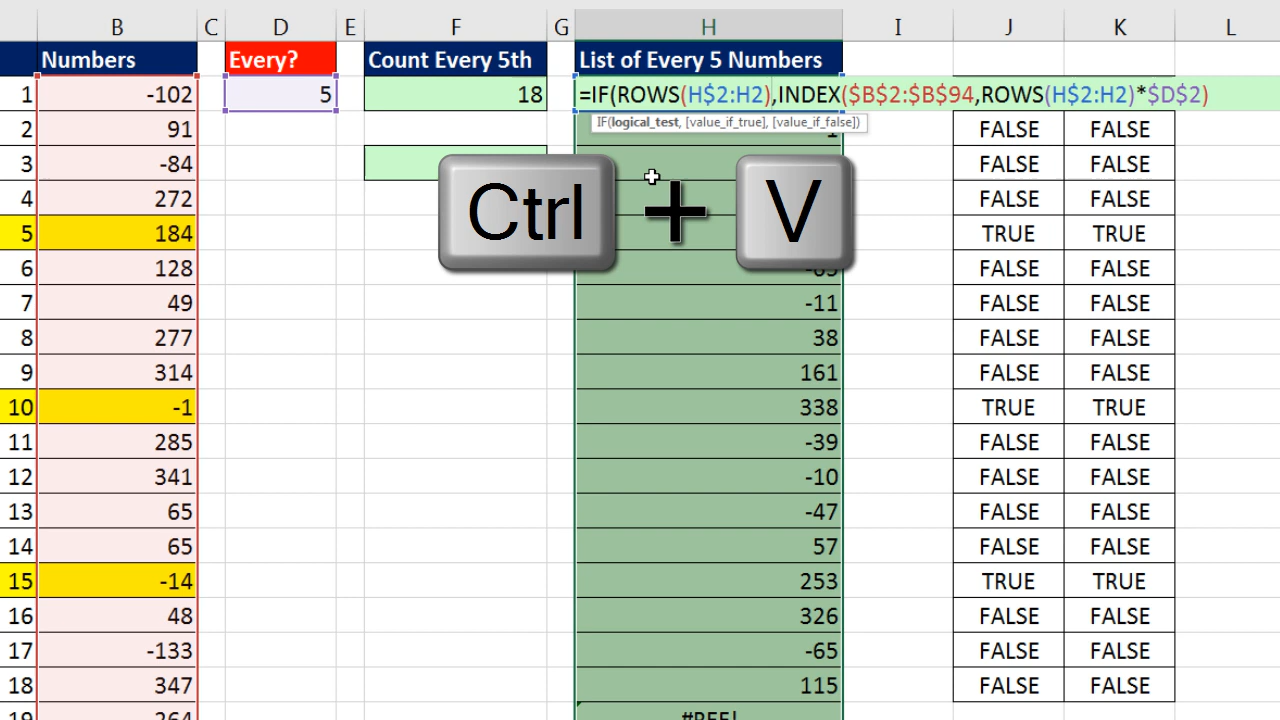 B C D E F G H I J K L
Numbers Every? Count Every 5th List of Every 5 Numbers
1 -102 5 18 =IF(ROWS(H$2:H2),INDEX($B$2:$B$94,ROWS(H$2:H2)*$D$2)
IF(logical_test, [value_if_true], [value_if_false])
2 91 FALSE FALSE
3 -84 FALSE FALSE
4 272 FALSE FALSE
Ctrl + V
5 184 TRUE TRUE
6 128 FALSE FALSE
7 49 -11 FALSE FALSE
8 277 38 FALSE FALSE
9 314 161 FALSE FALSE
10 -1 338 TRUE TRUE
11 285 -39 FALSE FALSE
12 341 -10 FALSE FALSE
13 65 -47 FALSE FALSE
14 65 57 FALSE FALSE
15 -14 253 TRUE TRUE
16 48 326 FALSE FALSE
17 -133 -65 FALSE FALSE
18 347 115 FALSE FALSE